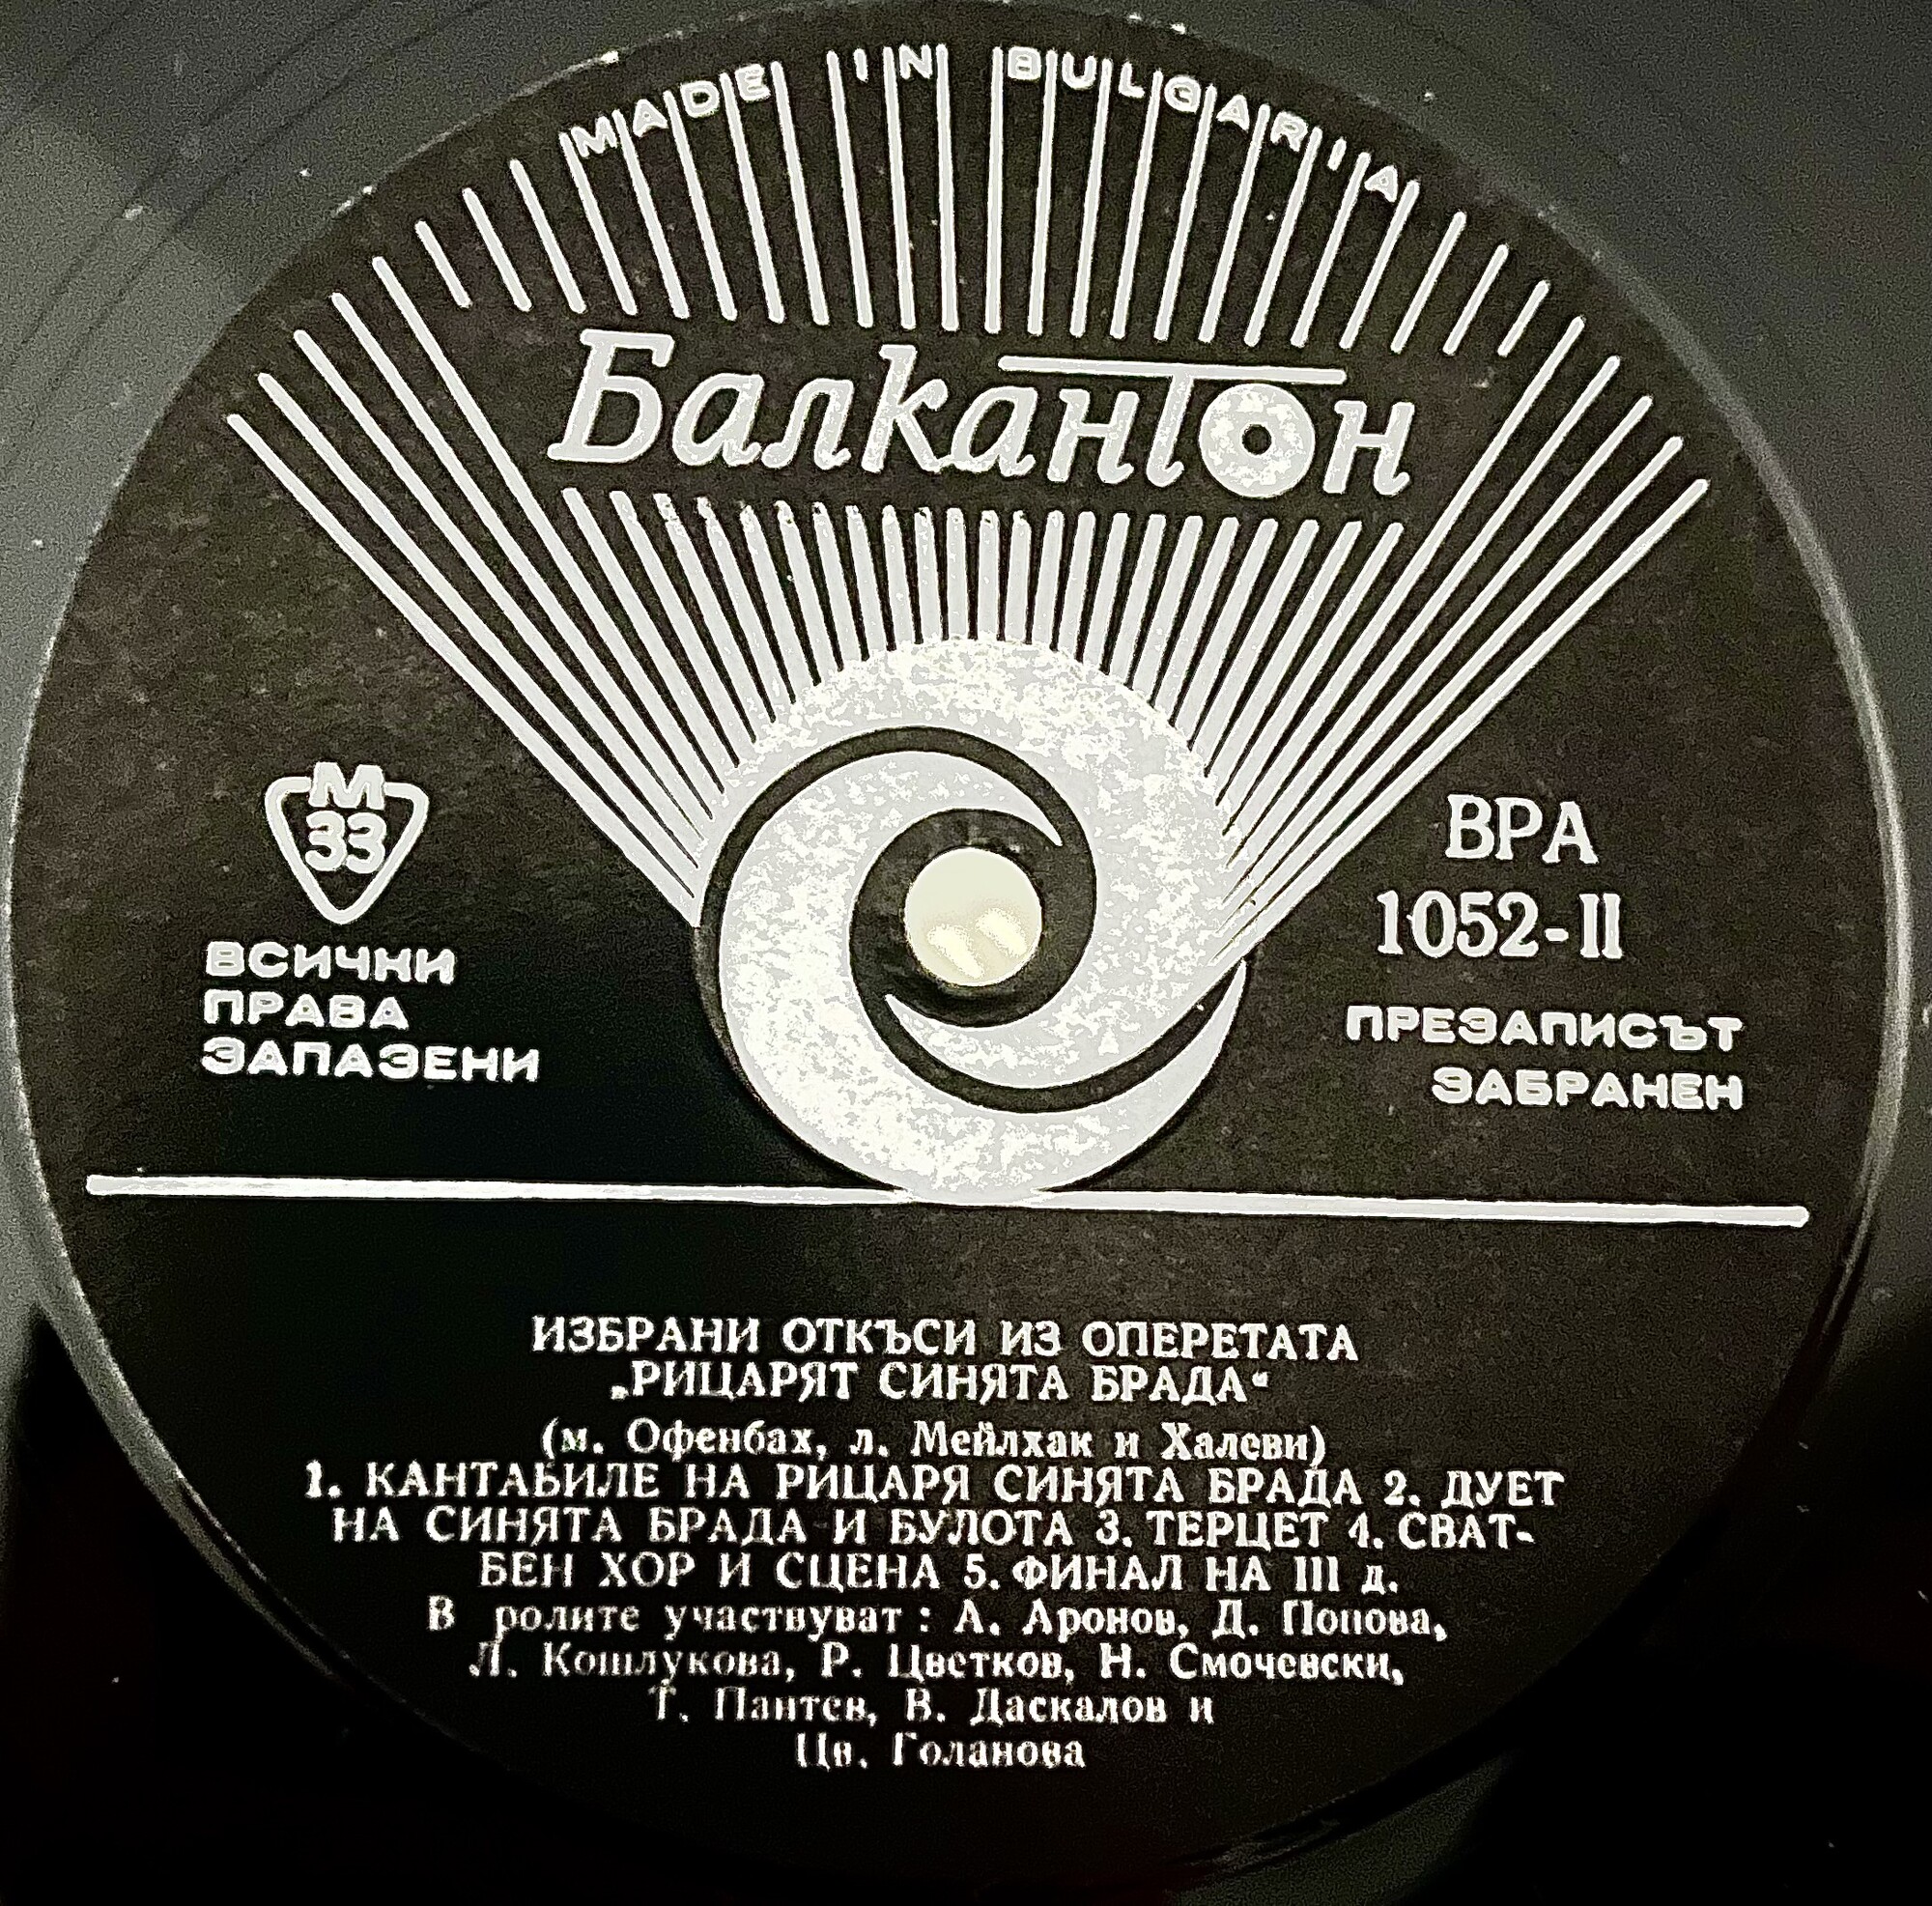 MADE IN BULGARIA
Балкантон
М
33
ВСИЧНИ
ПРАВА
ЗАПАЗЕНИ
ВРА
1052-II
ПРЕЗАПИСЪТ
ЗАБРАНЕН
ИЗБРАНИ ОТКЪСИ ИЗ ОПЕРЕТАТА
„РИЦАРЯТ СИНЯТА БРАДА“
(м. Офенбах, л. Мейлхак и Халеви)
1. КАНТАБИЛЕ НА РИЦАРЯ СИНЯТА БРАДА 2. ДУЕТ
НА СИНЯТА БРАДА И БУЛОТА 3. ТЕРЦЕТ 4. СВАТ-
БЕН ХОР И СЦЕНА 5. ФИНАЛ НА III д.
В ролите участвуват : А. Аронов, Д. Попова,
Л. Кошлукова, Р. Цветков, Н. Смочевски,
Т. Пантев, В. Даскалов и
Цв. Голанова